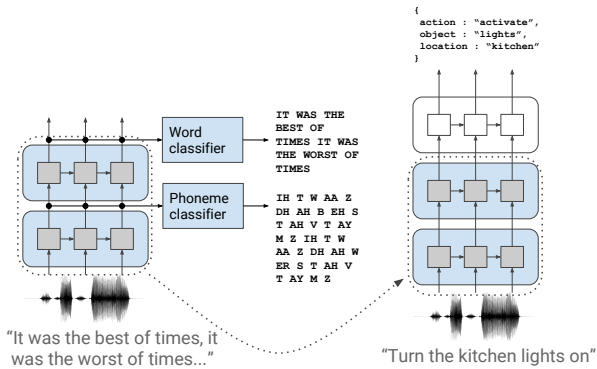 {
action : “activate”,
object : “lights”,
location : “kitchen”
}
Word
classifier
IT WAS THE
BEST OF
TIMES IT WAS
THE WORST OF
TIMES
Phoneme
classifier
IH T W AA Z
DH AH B EH S
T AH V T AY
M Z IH T W
AA Z DH AH W
ER S T AH V
T AY M Z
“It was the best of times, it
was the worst of times...”
“Turn the kitchen lights on”